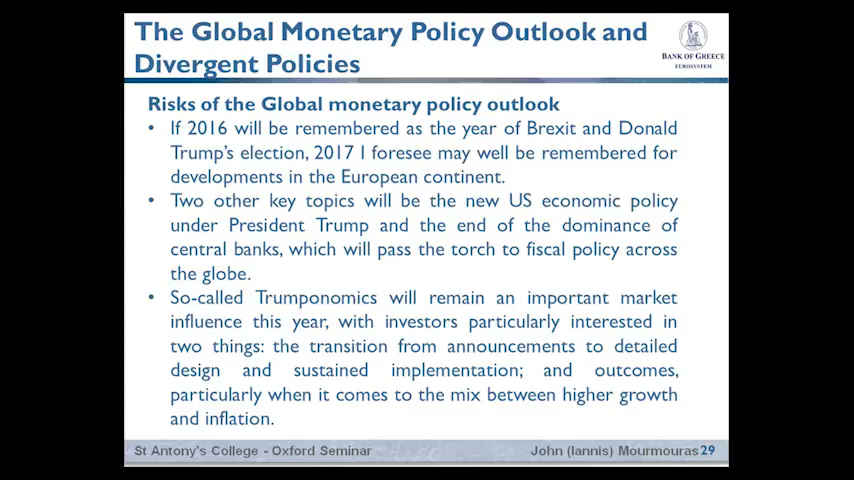 The Global Monetary Policy Outlook and
Divergent Policies
BANK OF GREECE
EUROSYSTEM
Risks of the Global monetary policy outlook
• If 2016 will be remembered as the year of Brexit and Donald
Trump's election, 2017 I foresee may well be remembered for
developments in the European continent.
• Two other key topics will be the new US economic policy
under President Trump and the end of the dominance of
central banks, which will pass the torch to fiscal policy across
the globe.
• So-called Trumponomics will remain an important market
influence this year, with investors particularly interested in
two things: the transition from announcements to detailed
design and sustained implementation; and outcomes,
particularly when it comes to the mix between higher growth
and inflation.
St Antony's College - Oxford Seminar
John (Iannis) Mourmouras 29